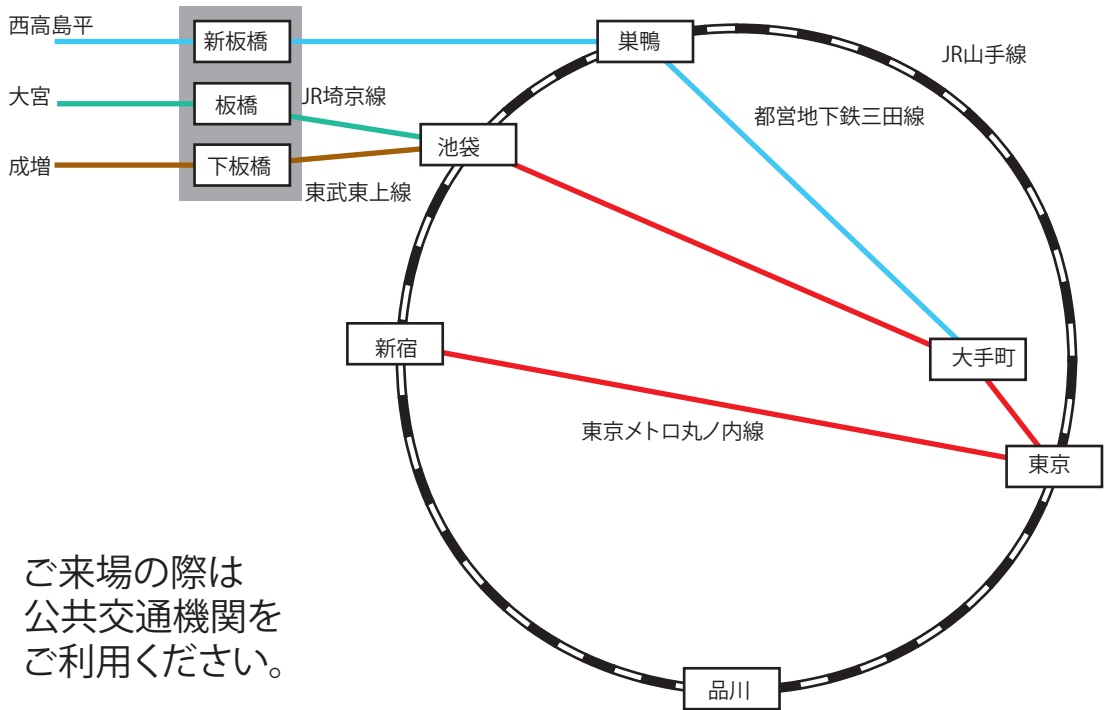 西高島平
新板橋
巣鴨
JR山手線
大宮
板橋
JR埼京線
都営地下鉄三田線
池袋
成増
下板橋
東武東上線
新宿
大手町
東京メトロ丸ノ内線
東京
ご来場の際は
公共交通機関を
ご利用ください。
品川